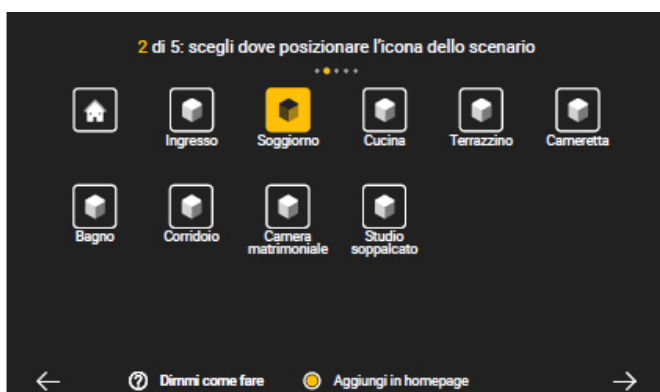 2 di 5: scegli dove posizionare l'icona dello scenario
Ingresso
Soggiorno
Cucina
Terrazzino
Cameretta
Bagno
Corridoio
Camera
matrimoniale
Studio
soppalcato
Dimmi come fare
Aggiungi in homepage